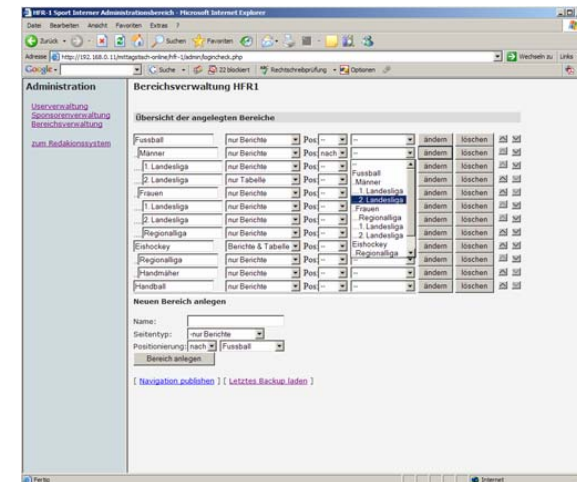 HFR-1 Sport Interner Administrationsbereich - Microsoft Internet Explorer
Datei Bearbeiten Ansicht Favoriten Extras ?
Zurück Suchen Favoriten
Adresse http://192.168.0.11/mittagstisch-online/hfr-1/admin/logincheck.php Wechseln zu Links
Google Suche 22 blockiert Rechtschreibprüfung Optionen
Administration
Userverwaltung
Sponsorenverwaltung
Bereichsverwaltung
zum Redakionssystem
Bereichsverwaltung HFR1
Übersicht der angelegten Bereiche
Fussball nur Berichte Pos: -- -- ändern löschen
..Männer nur Berichte Pos: nach -- ändern löschen
...1. Landesliga nur Berichte Pos: -- ändern löschen
...2. Landesliga nur Tabelle Pos: -- ändern löschen
..Frauen nur Berichte Pos: -- ändern löschen
...1. Landesliga nur Berichte Pos: -- ändern löschen
...2. Landesliga nur Berichte Pos: -- ändern löschen
...Regionalliga nur Berichte Pos: -- ändern löschen
Eishockey Berichte & Tabelle Pos: -- ändern löschen
..Regionalliga nur Berichte Pos: -- -- ändern löschen
..Handmäher nur Berichte Pos: -- -- ändern löschen
Handball nur Berichte Pos: -- -- ändern löschen
--
Fussball
..Männer
...1. Landesliga
...2. Landesliga
..Frauen
...Regionalliga
...1. Landesliga
...2. Landesliga
Eishockey
..Regionalliga
Neuen Bereich anlegen
Name:
Seitentyp: -nur Berichte
Positionierung: nach Fussball
Bereich anlegen
[ Navigation publishen ] [ Letztes Backup laden ]
Fertig Internet